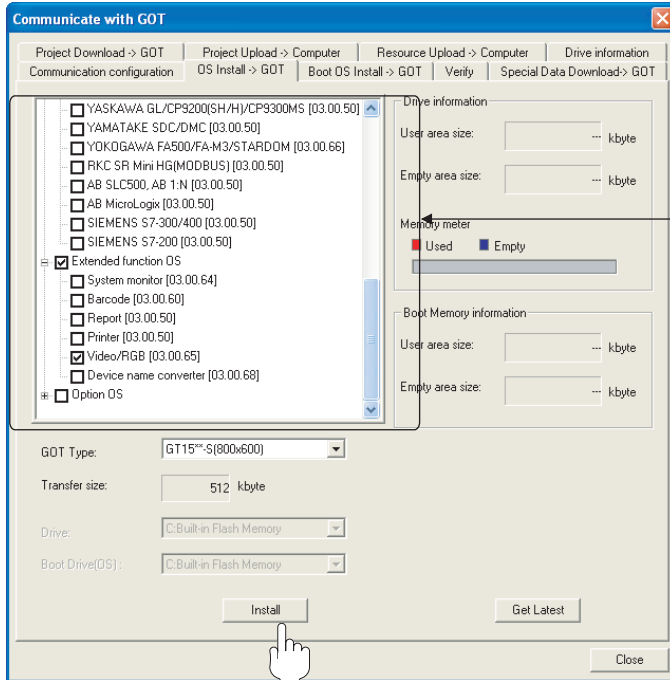 Communicate with GOT
Project Download -> GOT
Project Upload -> Computer
Resource Upload -> Computer
Drive information
Communication configuration
OS Install -> GOT
Boot OS Install -> GOT
Verify
Special Data Download-> GOT
YASKAWA GL/CP9200(SH/H)/CP9300MS [03.00.50]
YAMATAKE SDC/DMC [03.00.50]
YOKOGAWA FA500/FA-M3/STARDOM [03.00.66]
RKC SR Mini HG(MODBUS) [03.00.50]
AB SLC500, AB 1:N [03.00.50]
AB MicroLogix [03.00.50]
SIEMENS S7-300/400 [03.00.50]
SIEMENS S7-200 [03.00.50]
Extended function OS
System monitor [03.00.64]
Barcode [03.00.60]
Report [03.00.50]
Printer [03.00.50]
Video/RGB [03.00.65]
Device name converter [03.00.68]
Option OS
Drive information
User area size: --- kbyte
Empty area size: --- kbyte
Memory meter
Used Empty
Boot Memory information
User area size: --- kbyte
Empty area size: --- kbyte
GOT Type: GT15**-S(800x600)
Transfer size: 512 kbyte
Drive: C:Built-in Flash Memory
Boot Drive(OS) : C:Built-in Flash Memory
Install
Get Latest
Close